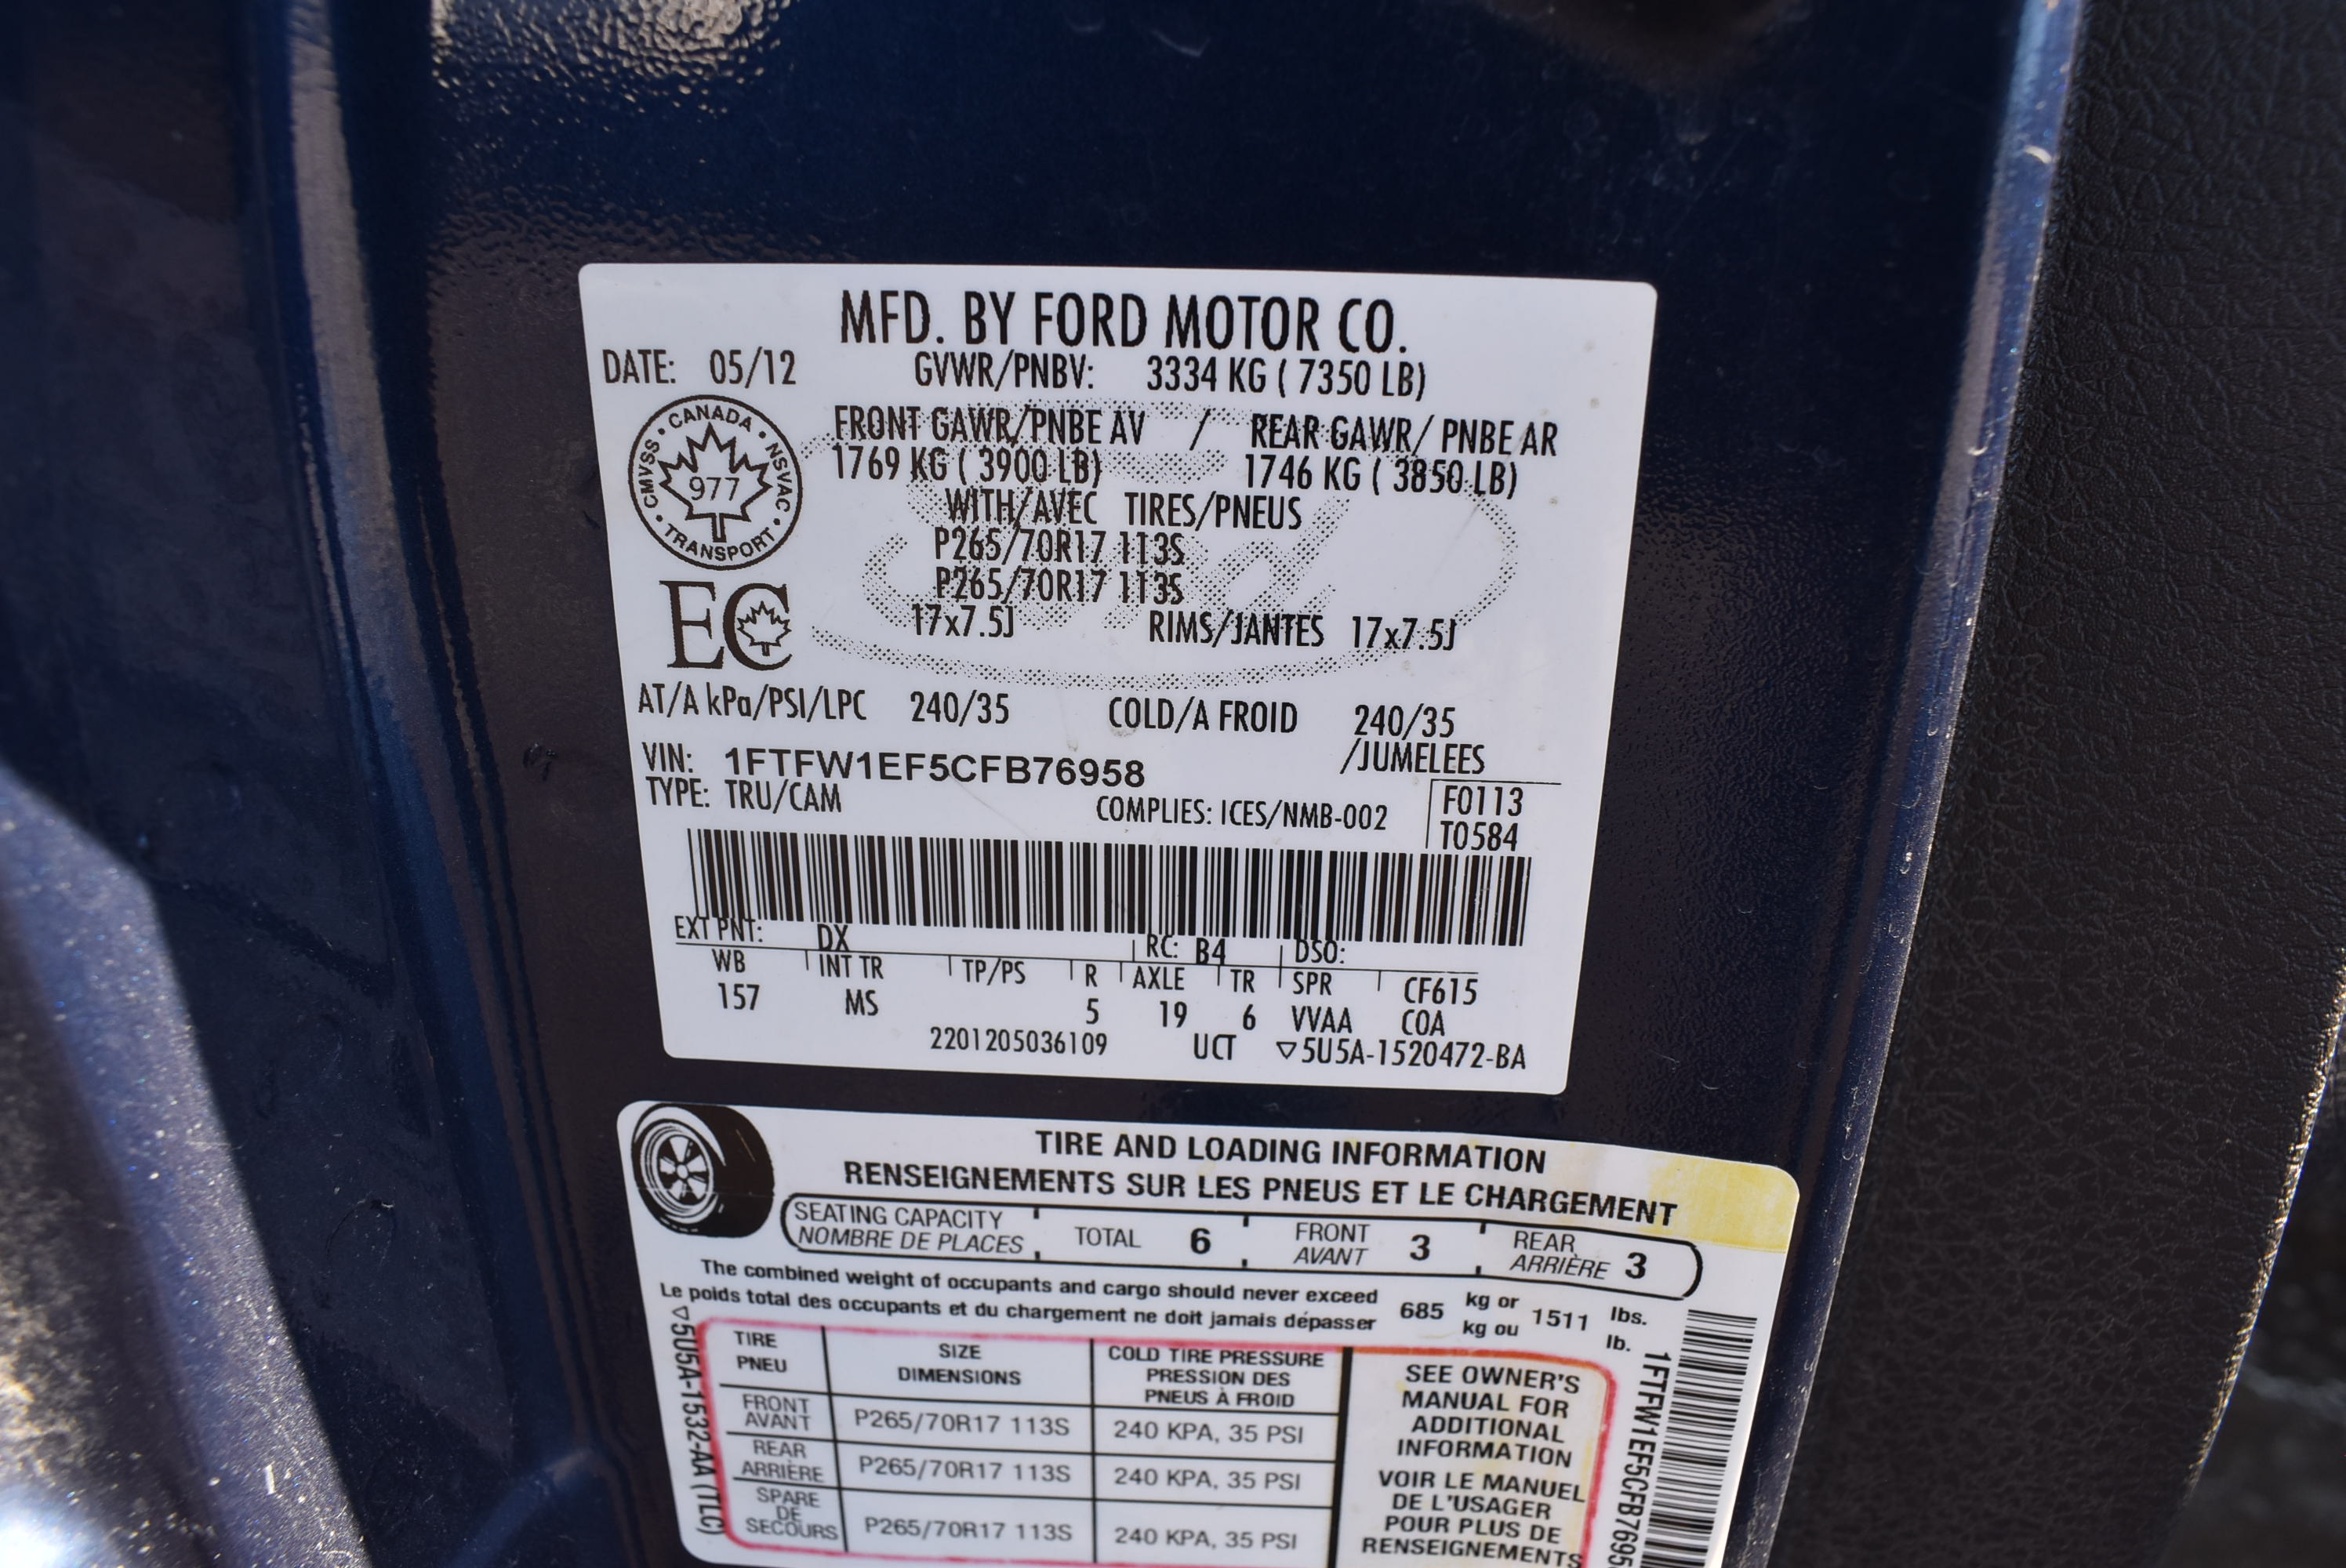 MFD. BY FORD MOTOR CO.
DATE: 05/12 GVWR/PNBV: 3334 KG ( 7350 LB)
CANADA • NSVAC • TRANSPORT • CMVSS •
977
FRONT GAWR/PNBE AV / REAR GAWR/ PNBE AR
1769 KG ( 3900 LB) 1746 KG ( 3850 LB)
WITH/AVEC TIRES/PNEUS
P265/70R17 113S
P265/70R17 113S
17x7.5J RIMS/JANTES 17x7.5J
EC
AT/A kPa/PSI/LPC 240/35 COLD/A FROID 240/35
/JUMELEES
VIN: 1FTFW1EF5CFB76958
TYPE: TRU/CAM COMPLIES: ICES/NMB-002
F0113
T0584
EXT PNT: DX RC: B4 DSO:
WB INT TR TP/PS R AXLE TR SPR CF615
157 MS 5 19 6 VVAA COA
2201205036109 UCT ▽5U5A-1520472-BA
TIRE AND LOADING INFORMATION
RENSEIGNEMENTS SUR LES PNEUS ET LE CHARGEMENT
SEATING CAPACITY
NOMBRE DE PLACES
TOTAL 6
FRONT
AVANT
3
REAR
ARRIÈRE
3
The combined weight of occupants and cargo should never exceed
Le poids total des occupants et du chargement ne doit jamais dépasser
685
kg or
kg ou
1511
lbs.
lb.
TIRE
PNEU
SIZE
DIMENSIONS
COLD TIRE PRESSURE
PRESSION DES
PNEUS À FROID
FRONT
AVANT
P265/70R17 113S
240 KPA, 35 PSI
REAR
ARRIÈRE
P265/70R17 113S
240 KPA, 35 PSI
SPARE
DE
SECOURS
P265/70R17 113S
240 KPA, 35 PSI
SEE OWNER'S
MANUAL FOR
ADDITIONAL
INFORMATION
VOIR LE MANUEL
DE L'USAGER
POUR PLUS DE
RENSEIGNEMENTS
▽5U5A-1532-AA (TLC)
1FTFW1EF5CFB7695